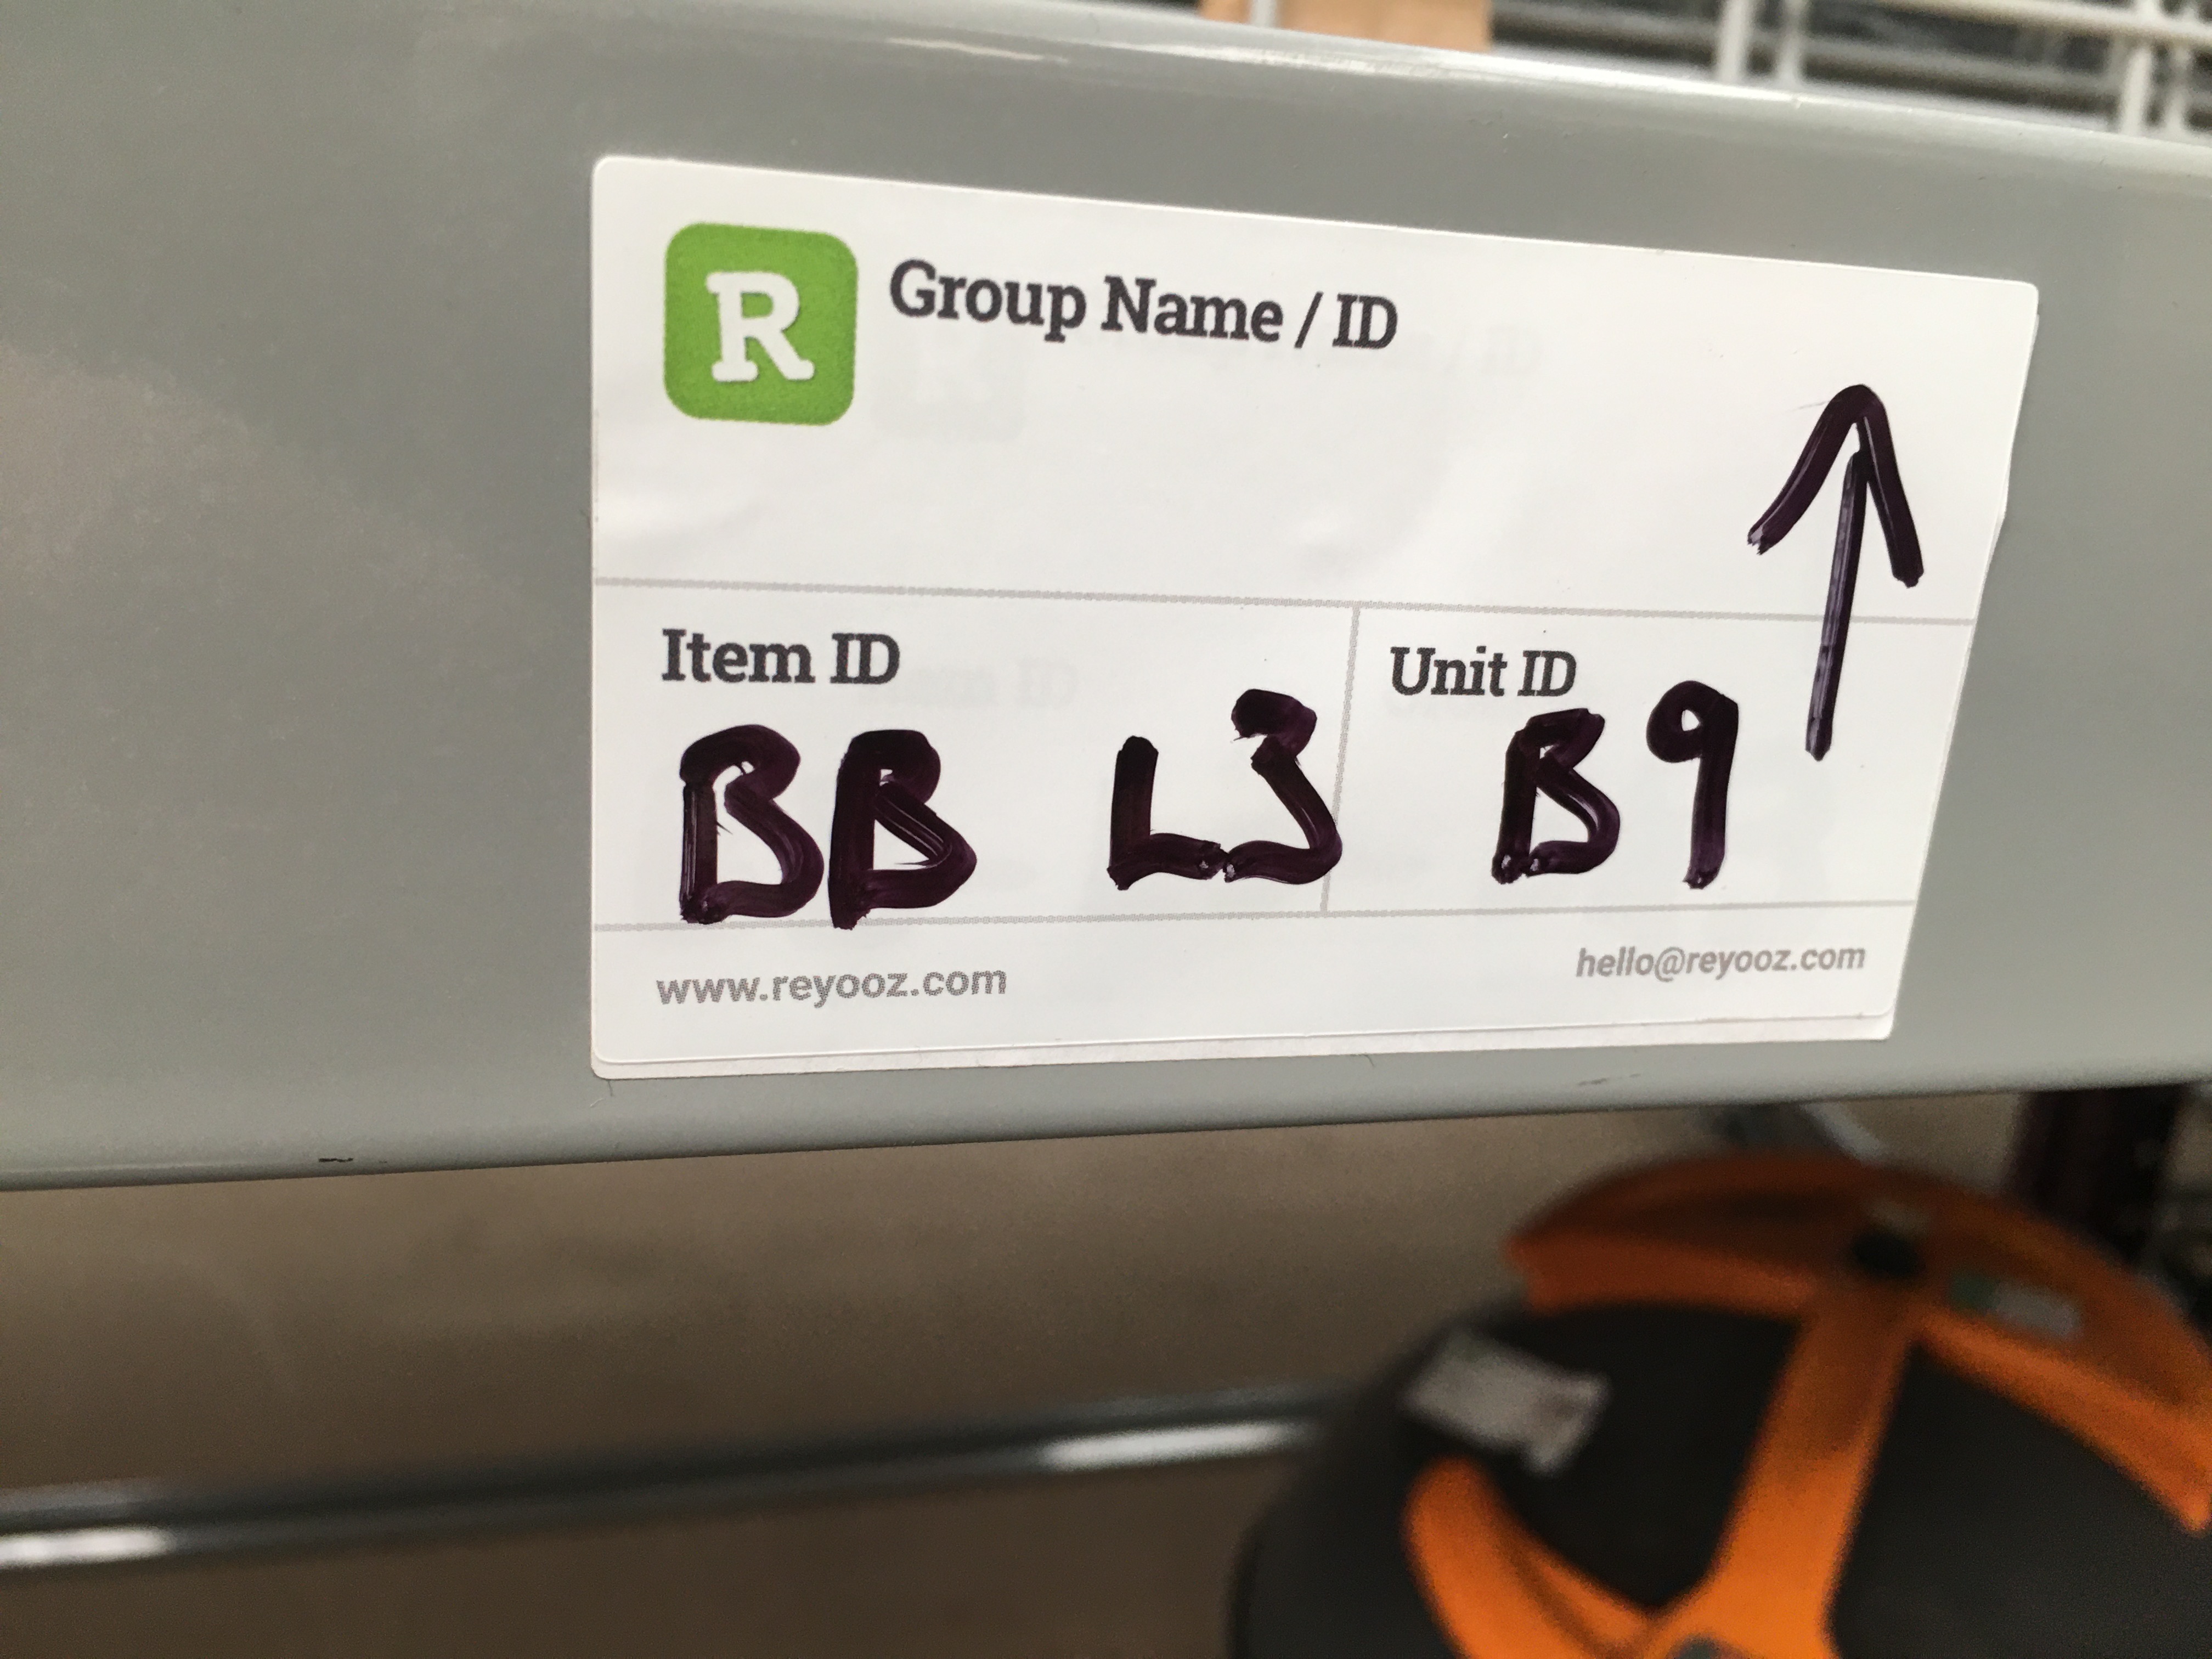 R Group Name / ID
↑
Item ID Unit ID
BB L3 B9
www.reyooz.com hello@reyooz.com